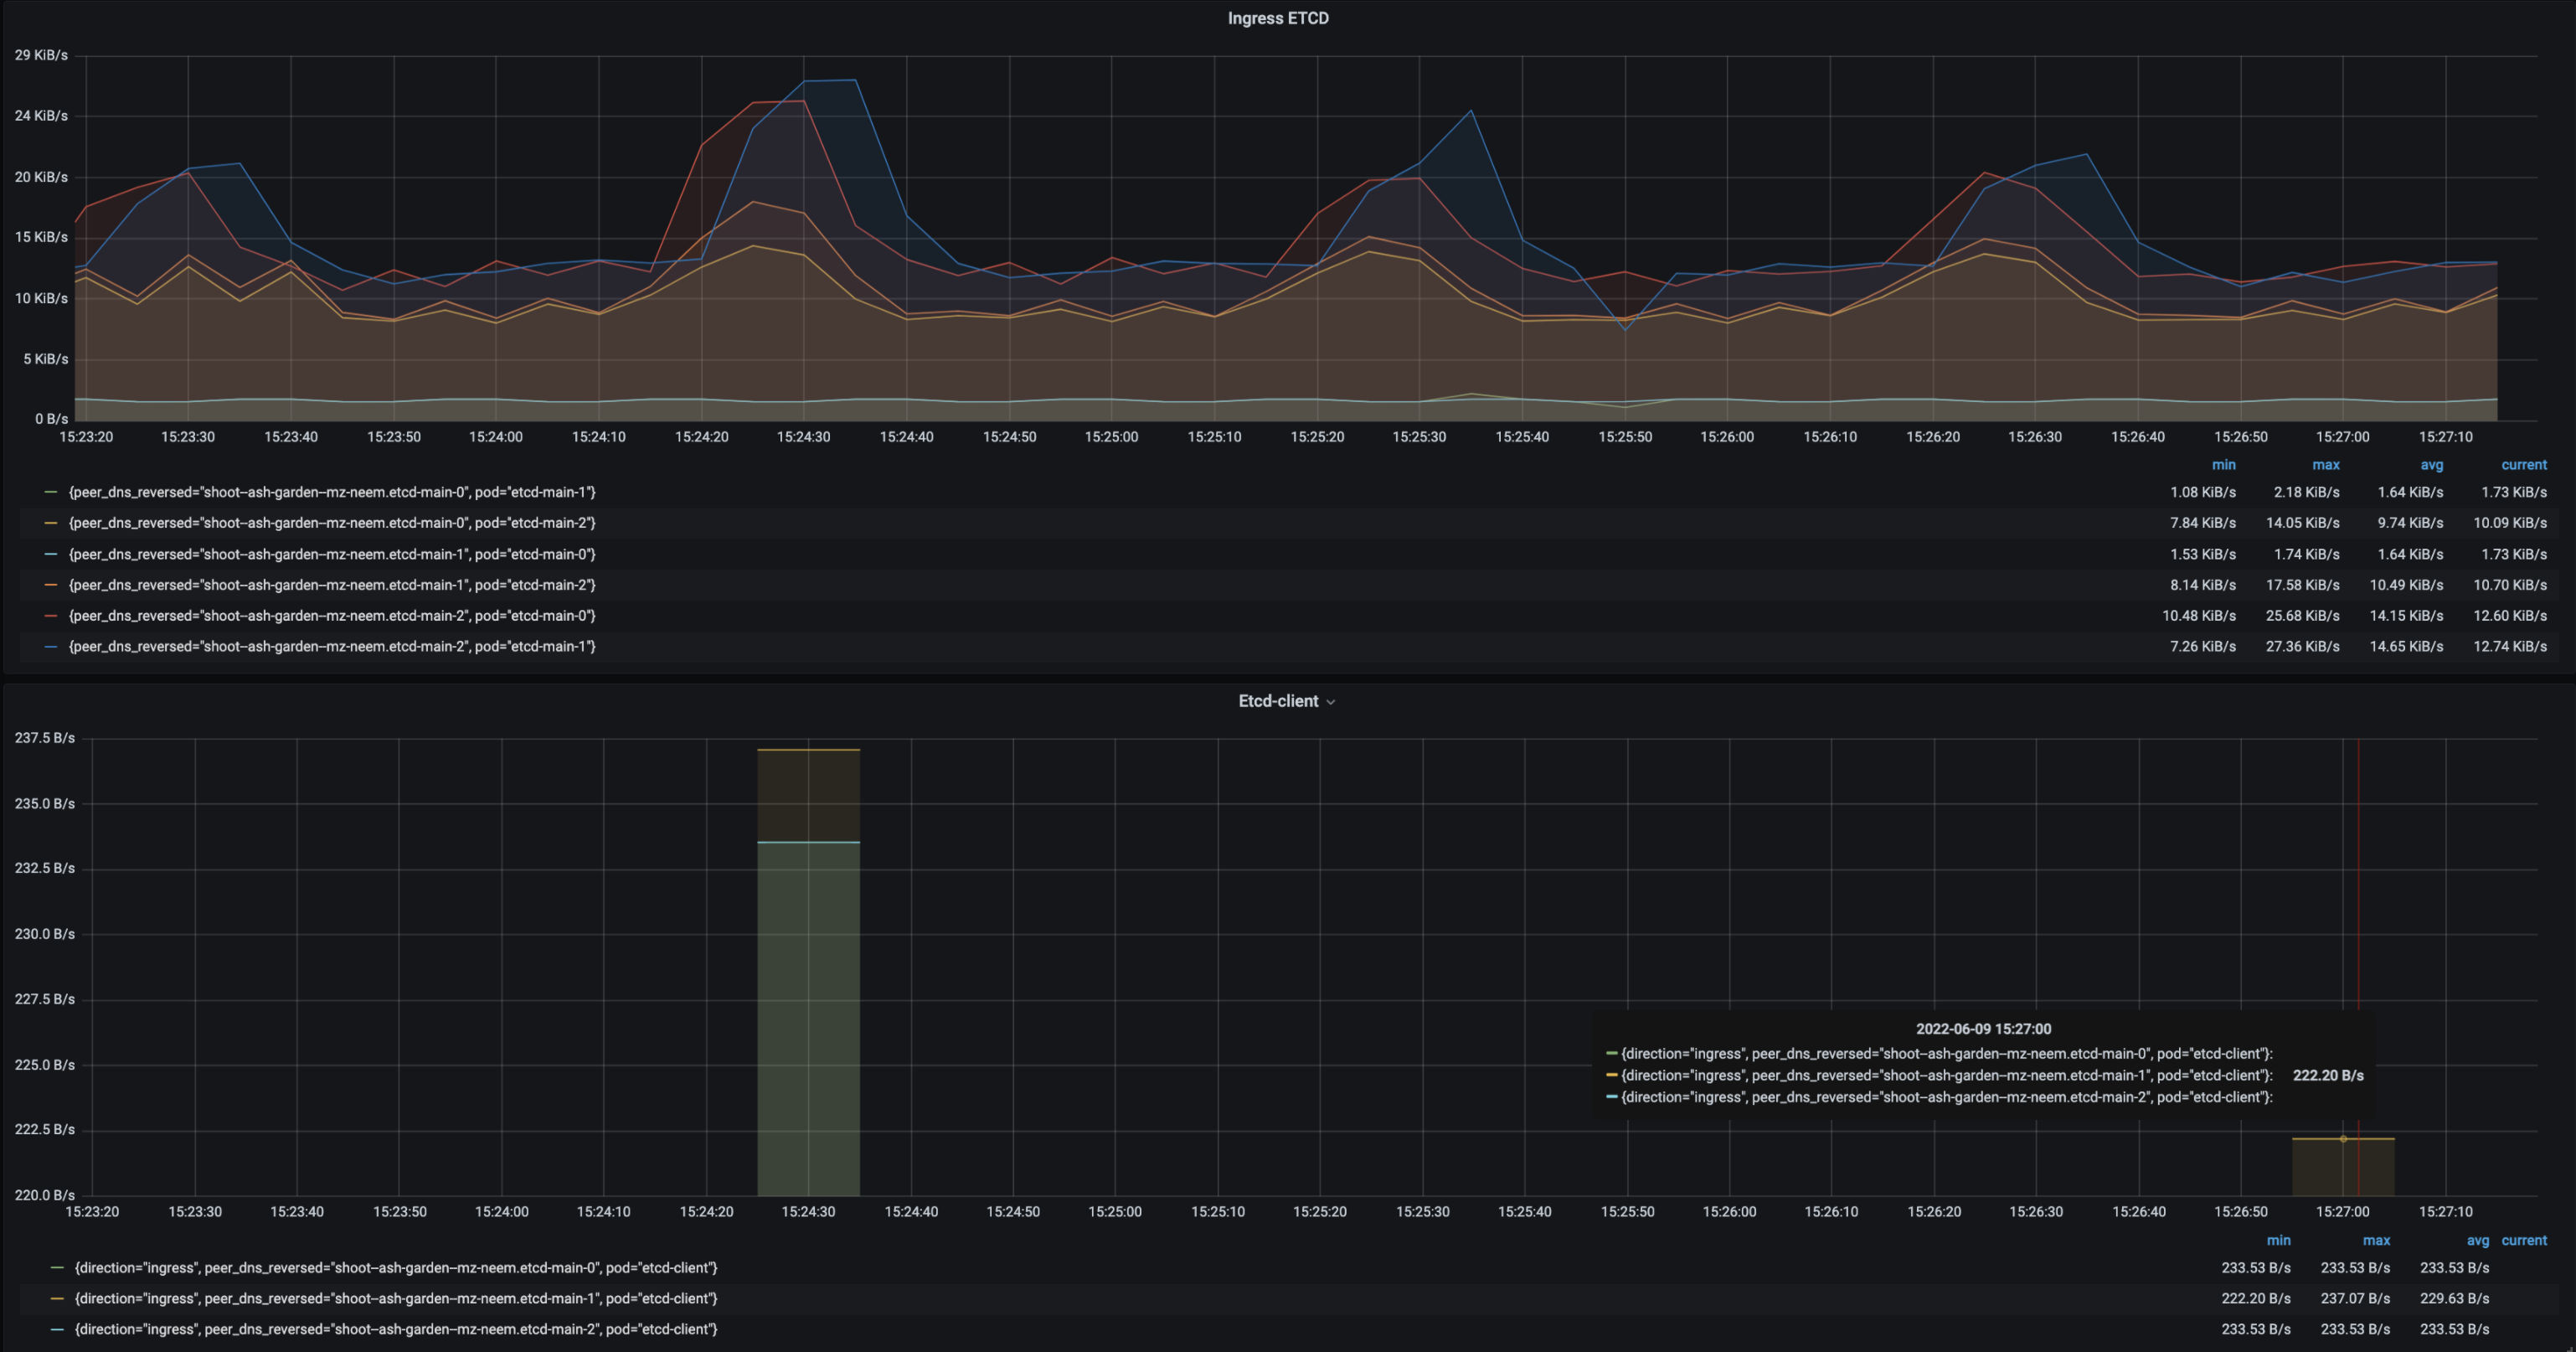 Ingress ETCD
29 KiB/s
24 KiB/s
20 KiB/s
15 KiB/s
10 KiB/s
5 KiB/s
0 B/s
15:23:20 15:23:30 15:23:40 15:23:50 15:24:00 15:24:10 15:24:20 15:24:30 15:24:40 15:24:50 15:25:00 15:25:10 15:25:20 15:25:30 15:25:40 15:25:50 15:26:00 15:26:10 15:26:20 15:26:30 15:26:40 15:26:50 15:27:00 15:27:10
min max avg current
{peer_dns_reversed="shoot--ash-garden--mz-neem.etcd-main-0", pod="etcd-main-1"} 1.08 KiB/s 2.18 KiB/s 1.64 KiB/s 1.73 KiB/s
{peer_dns_reversed="shoot--ash-garden--mz-neem.etcd-main-0", pod="etcd-main-2"} 7.84 KiB/s 14.05 KiB/s 9.74 KiB/s 10.09 KiB/s
{peer_dns_reversed="shoot--ash-garden--mz-neem.etcd-main-1", pod="etcd-main-0"} 1.53 KiB/s 1.74 KiB/s 1.64 KiB/s 1.73 KiB/s
{peer_dns_reversed="shoot--ash-garden--mz-neem.etcd-main-1", pod="etcd-main-2"} 8.14 KiB/s 17.58 KiB/s 10.49 KiB/s 10.70 KiB/s
{peer_dns_reversed="shoot--ash-garden--mz-neem.etcd-main-2", pod="etcd-main-0"} 10.48 KiB/s 25.68 KiB/s 14.15 KiB/s 12.60 KiB/s
{peer_dns_reversed="shoot--ash-garden--mz-neem.etcd-main-2", pod="etcd-main-1"} 7.26 KiB/s 27.36 KiB/s 14.65 KiB/s 12.74 KiB/s
Etcd-client
237.5 B/s
235.0 B/s
232.5 B/s
230.0 B/s
227.5 B/s
225.0 B/s
222.5 B/s
220.0 B/s
2022-06-09 15:27:00
{direction="ingress", peer_dns_reversed="shoot--ash-garden--mz-neem.etcd-main-0", pod="etcd-client"}:
{direction="ingress", peer_dns_reversed="shoot--ash-garden--mz-neem.etcd-main-1", pod="etcd-client"}: 222.20 B/s
{direction="ingress", peer_dns_reversed="shoot--ash-garden--mz-neem.etcd-main-2", pod="etcd-client"}:
15:23:20 15:23:30 15:23:40 15:23:50 15:24:00 15:24:10 15:24:20 15:24:30 15:24:40 15:24:50 15:25:00 15:25:10 15:25:20 15:25:30 15:25:40 15:25:50 15:26:00 15:26:10 15:26:20 15:26:30 15:26:40 15:26:50 15:27:00 15:27:10
min max avg current
{direction="ingress", peer_dns_reversed="shoot--ash-garden--mz-neem.etcd-main-0", pod="etcd-client"} 233.53 B/s 233.53 B/s 233.53 B/s
{direction="ingress", peer_dns_reversed="shoot--ash-garden--mz-neem.etcd-main-1", pod="etcd-client"} 222.20 B/s 237.07 B/s 229.63 B/s
{direction="ingress", peer_dns_reversed="shoot--ash-garden--mz-neem.etcd-main-2", pod="etcd-client"} 233.53 B/s 233.53 B/s 233.53 B/s